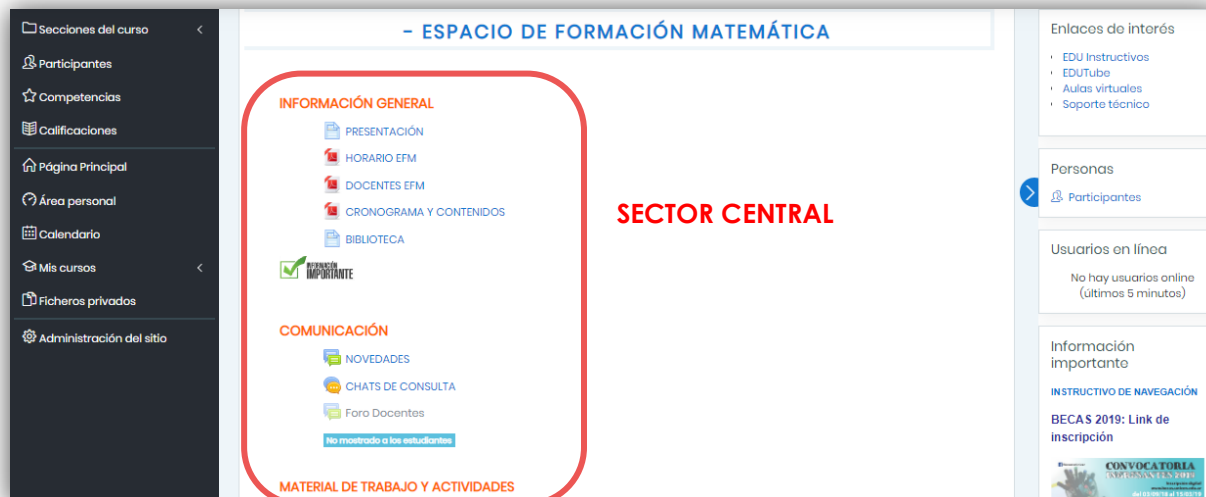 Secciones del curso
Participantes
Competencias
Calificaciones
Página Principal
Área personal
Calendario
Mis cursos
Ficheros privados
Administración del sitio
- ESPACIO DE FORMACIÓN MATEMÁTICA
INFORMACIÓN GENERAL
PRESENTACIÓN
HORARIO EFM
DOCENTES EFM
CRONOGRAMA Y CONTENIDOS
BIBLIOTECA
INFORMACIÓN
IMPORTANTE
COMUNICACIÓN
NOVEDADES
CHATS DE CONSULTA
Foro Docentes
No mostrado a los estudiantes
MATERIAL DE TRABAJO Y ACTIVIDADES
SECTOR CENTRAL
Enlaces de interés
EDU Instructivos
EDUTube
Aulas virtuales
Soporte técnico
Personas
Participantes
Usuarios en línea
No hay usuarios online
(últimos 5 minutos)
Información
importante
INSTRUCTIVO DE NAVEGACIÓN
BECAS 2019: Link de
inscripción
CONVOCATORIA